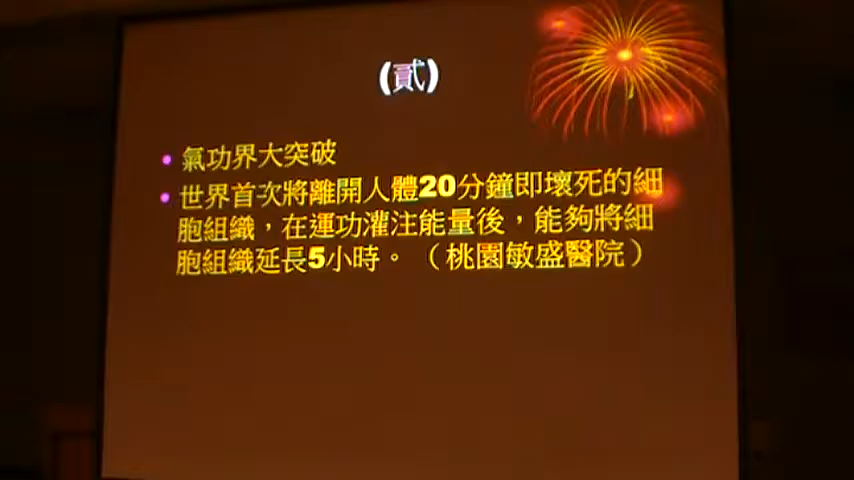 (貳)
• 氣功界大突破
• 世界首次將離開人體20分鐘即壞死的細
胞組織，在運功灌注能量後，能夠將細
胞組織延長5小時。（桃園敏盛醫院）